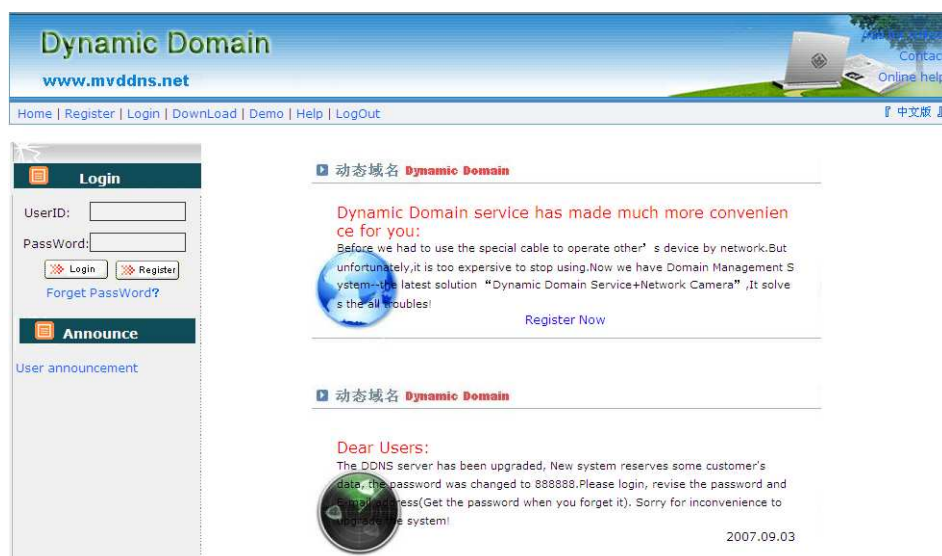 Dynamic Domain
www.mvddns.net
Contac
Online help
Home | Register | Login | DownLoad | Demo | Help | LogOut
『 中文版 』
Login
UserID:
PassWord:
Login
Register
Forget PassWord?
Announce
User announcement
动态域名 Dynamic Domain
Dynamic Domain service has made much more convenien
ce for you:
Before we had to use the special cable to operate other’ s device by network.But
unfortunately,it is too expersive to stop using.Now we have Domain Management S
ystem--the latest solution “Dynamic Domain Service+Network Camera” ,It solve
s the all troubles!
Register Now
动态域名 Dynamic Domain
Dear Users:
The DDNS server has been upgraded, New system reserves some customer's
data, the password was changed to 888888.Please login, revise the password and
E-mail address(Get the password when you forget it). Sorry for inconvenience to
upgrade the system!
2007.09.03